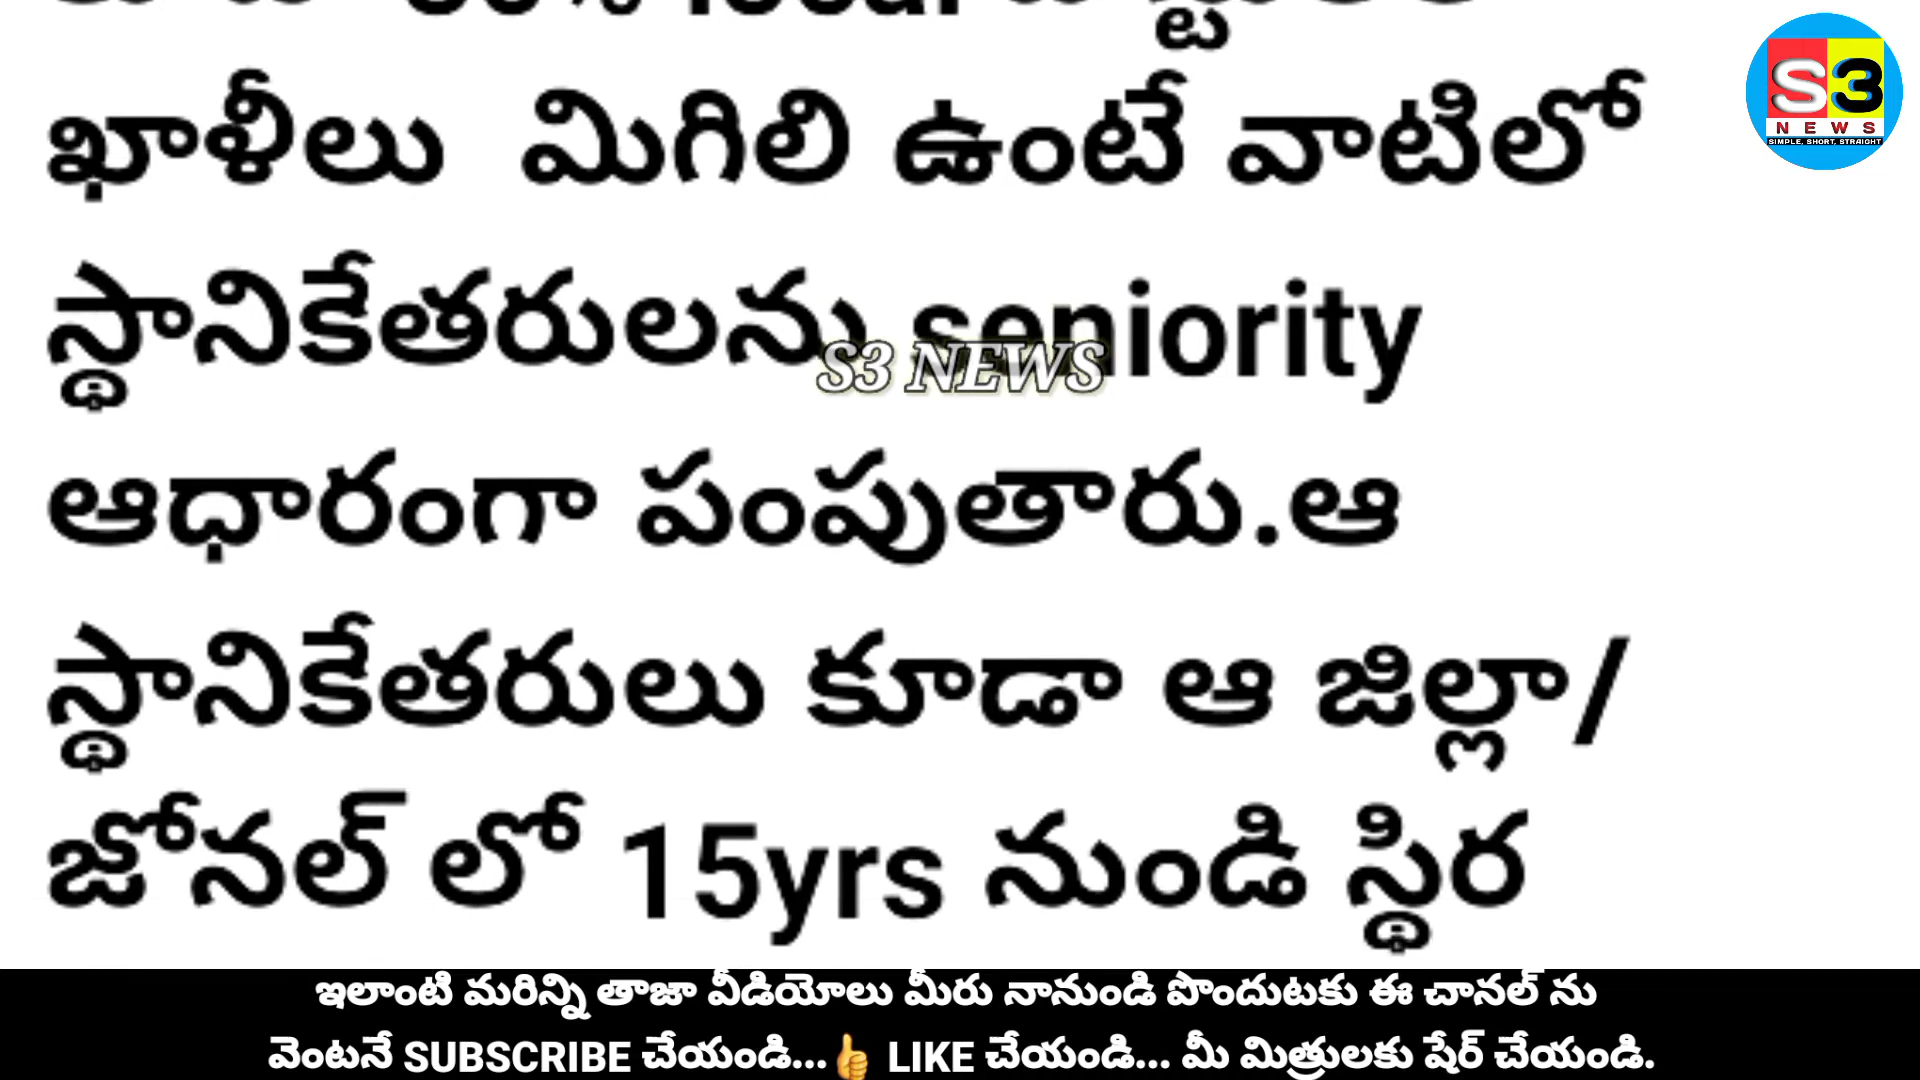 ఖాళీలు మిగిలి ఉంటే వాటిలో
స్థానికేతరులను seniority
ఆధారంగా పంపుతారు.ఆ
స్థానికేతరులు కూడా ఆ జిల్లా/
జోనల్ లో 15yrs నుండి స్థిర
S3
NEWS
SIMPLE, SHORT, STRAIGHT
S3 NEWS
ఇలాంటి మరిన్ని తాజా వీడియోలు మీరు నానుండి పొందుటకు ఈ చానల్ ను
వెంటనే SUBSCRIBE చేయండి...👍 LIKE చేయండి... మీ మిత్రులకు షేర్ చేయండి.